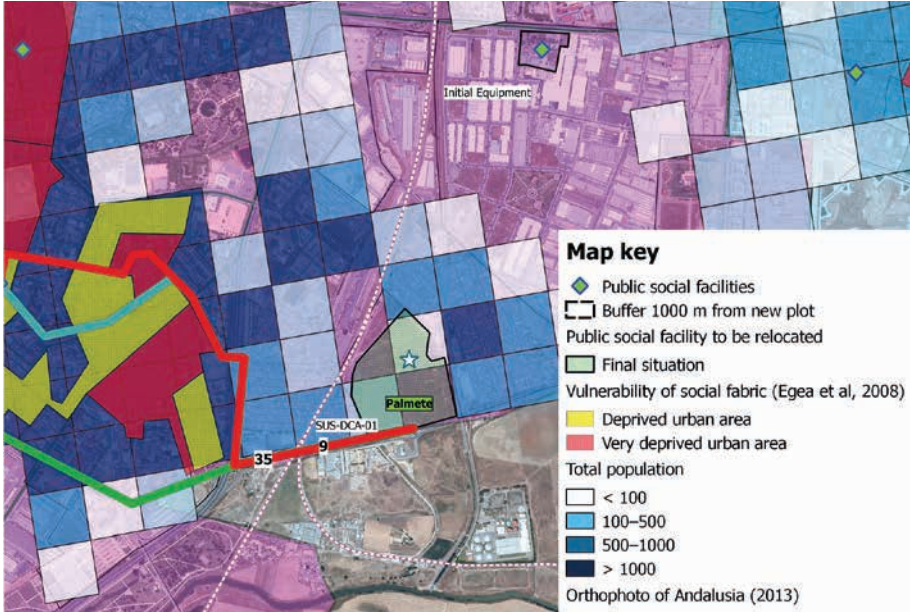 Initial Equipment
Palmete
SUS-DCA-01
9
35
Map key
Public social facilities
Buffer 1000 m from new plot
Public social facility to be relocated
Final situation
Vulnerability of social fabric (Egea et al, 2008)
Deprived urban area
Very deprived urban area
Total population
< 100
100–500
500–1000
> 1000
Orthophoto of Andalusia (2013)